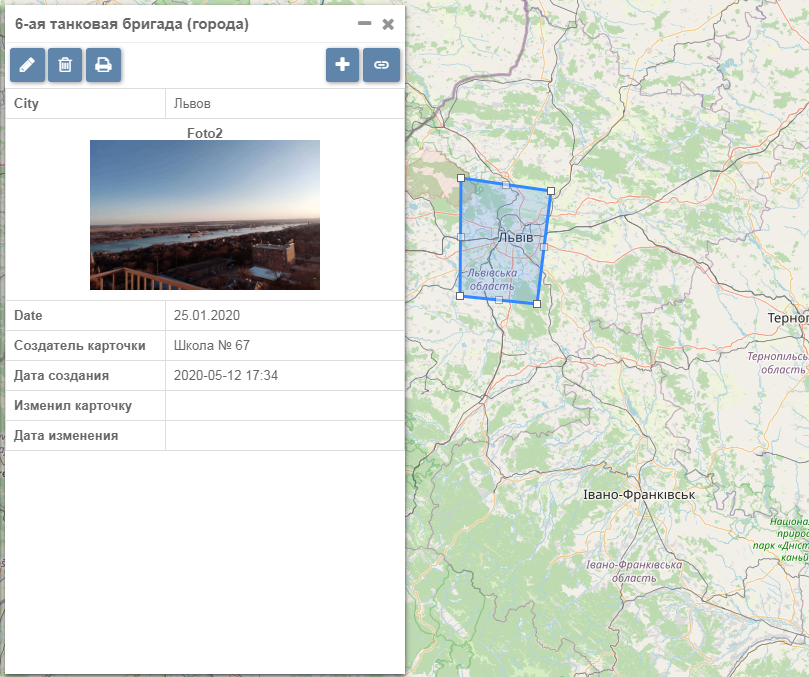 6-ая танковая бригада (города)
City Львов
Foto2
Date 25.01.2020
Создатель карточки Школа № 67
Дата создания 2020-05-12 17:34
Изменил карточку
Дата изменения
Львів
Львівська
область
Терноп
Тернопільсь
область
Івано-Франківськ
Націона
природ
парк «Дніст
каньй
Івано-Франківська
область